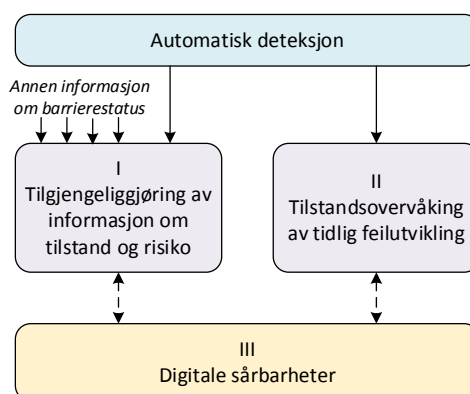 Automatisk deteksjon
Annen informasjon
om barrierestatus
I
Tilgjengeliggjøring av
informasjon om
tilstand og risiko
II
Tilstandsovervåking
av tidlig feilutvikling
III
Digitale sårbarheter